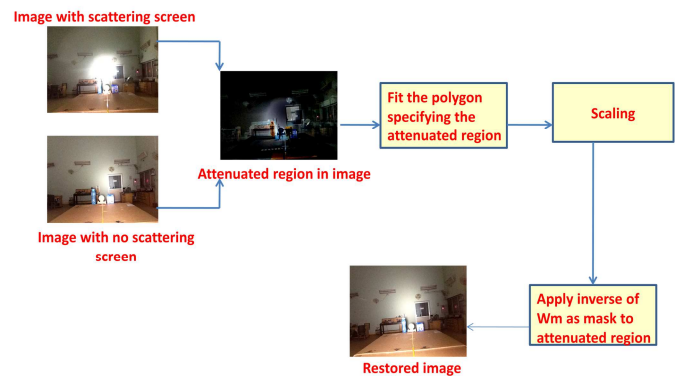 Image with scattering screen
Attenuated region in image
Image with no scattering
screen
Fit the polygon
specifying the
attenuated region
Scaling
Apply inverse of
Wm as mask to
attenuated region
Restored image